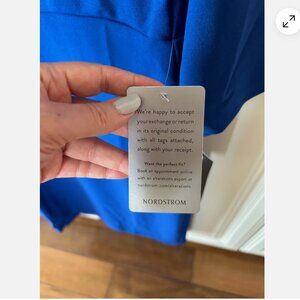 We're happy to accept
your exchange or return
in its original condition
with all tags attached,
along with your receipt.
Want the perfect fit?
Book an appointment online
with an alterations expert at
nordstrom.com/alterations.
NORDSTROM